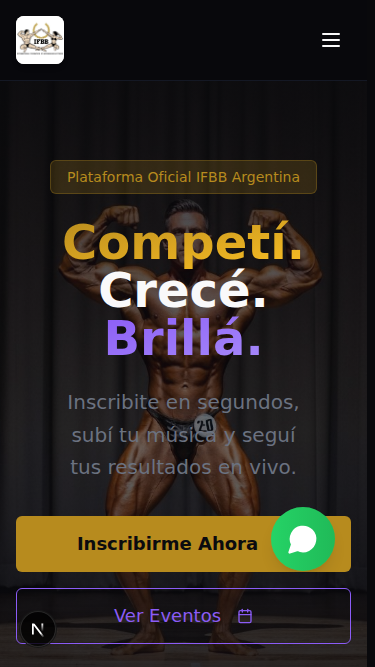 IFBB
Plataforma Oficial IFBB Argentina
Competí.
Crecé.
Brillá.
Inscribite en segundos,
subí tu música y seguí
tus resultados en vivo.
20
Inscribirme Ahora
Ver Eventos
N